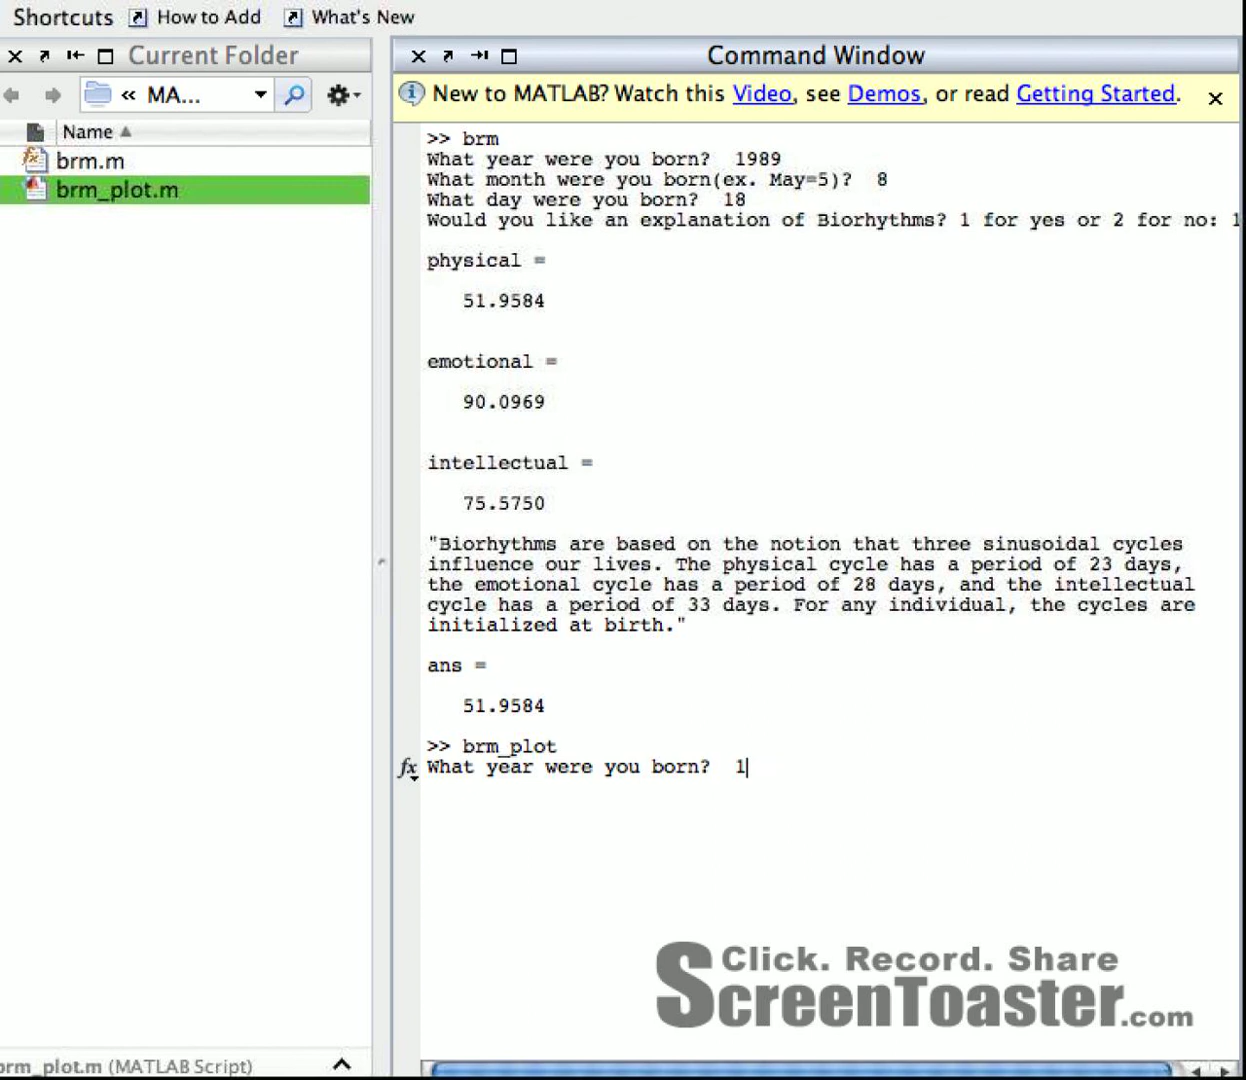 Shortcuts How to Add What's New
Current Folder
« MA...
Name
brm.m
brm_plot.m
brm_plot.m (MATLAB Script)
Command Window
New to MATLAB? Watch this Video, see Demos, or read Getting Started.
>> brm
What year were you born?  1989
What month were you born(ex. May=5)?  8
What day were you born?  18
Would you like an explanation of Biorhythms? 1 for yes or 2 for no: 1
physical =
51.9584
emotional =
90.0969
intellectual =
75.5750
"Biorhythms are based on the notion that three sinusoidal cycles
influence our lives. The physical cycle has a period of 23 days,
the emotional cycle has a period of 28 days, and the intellectual
cycle has a period of 33 days. For any individual, the cycles are
initialized at birth."
ans =
51.9584
>> brm_plot
fx What year were you born?  1
Click. Record. Share
ScreenToaster.com